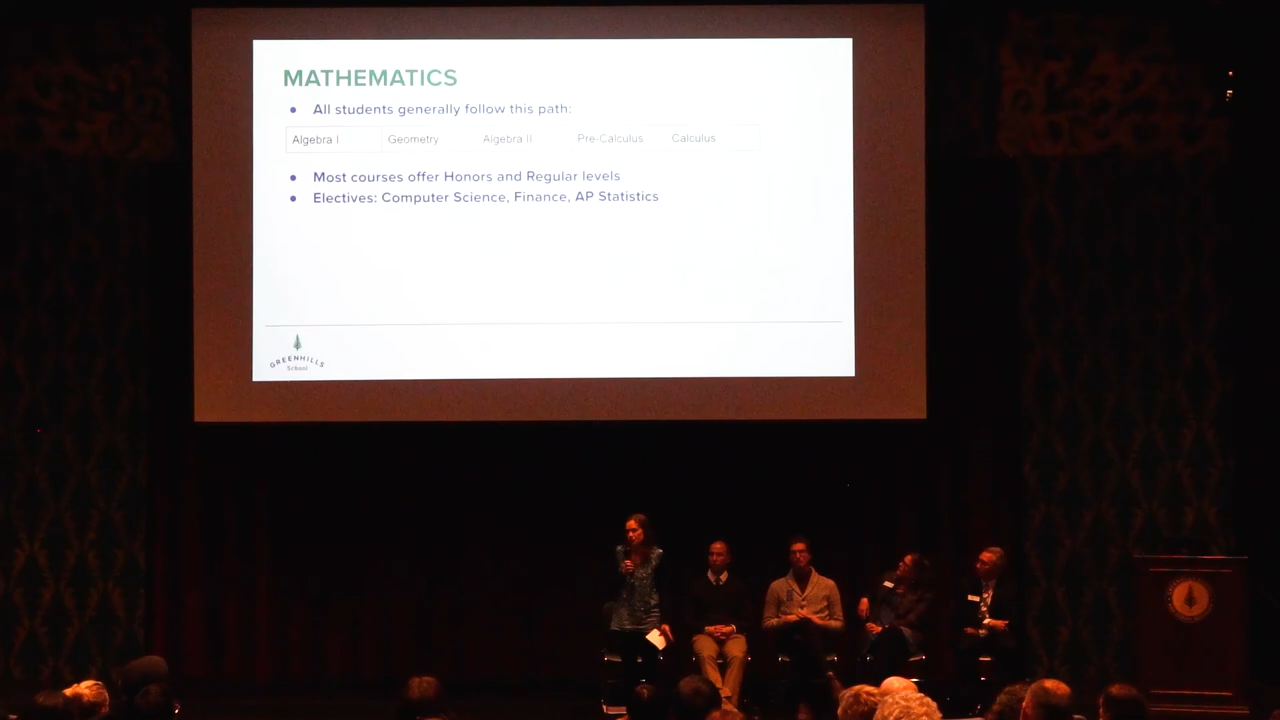 MATHEMATICS
● All students generally follow this path:
Algebra I Geometry Algebra II Pre-Calculus Calculus
● Most courses offer Honors and Regular levels
● Electives: Computer Science, Finance, AP Statistics
GREENHILLS
School